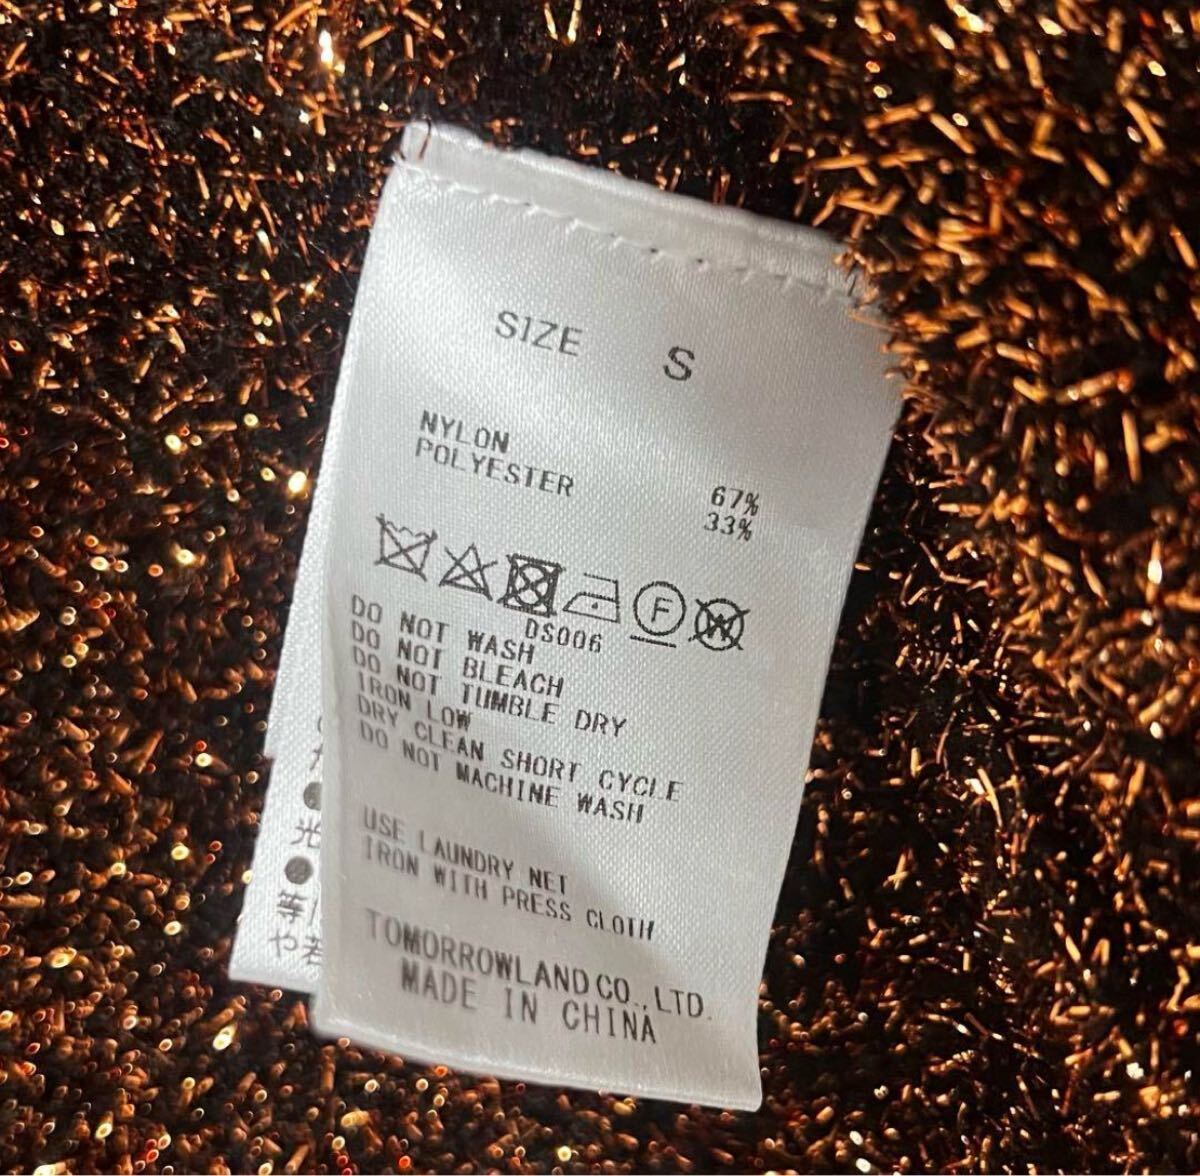 SIZE S
NYLON 67%
POLYESTER 33%
F
W
DS006
DO NOT WASH
DO NOT BLEACH
DO NOT TUMBLE DRY
IRON LOW
DRY CLEAN SHORT CYCLE
DO NOT MACHINE WASH
USE LAUNDRY NET
IRON WITH PRESS CLOTH
TOMORROWLAND CO., LTD.
MADE IN CHINA
光
等
や若